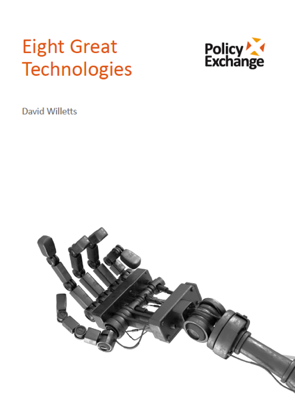 Eight Great
Technologies
Policy
Exchange
David Willetts